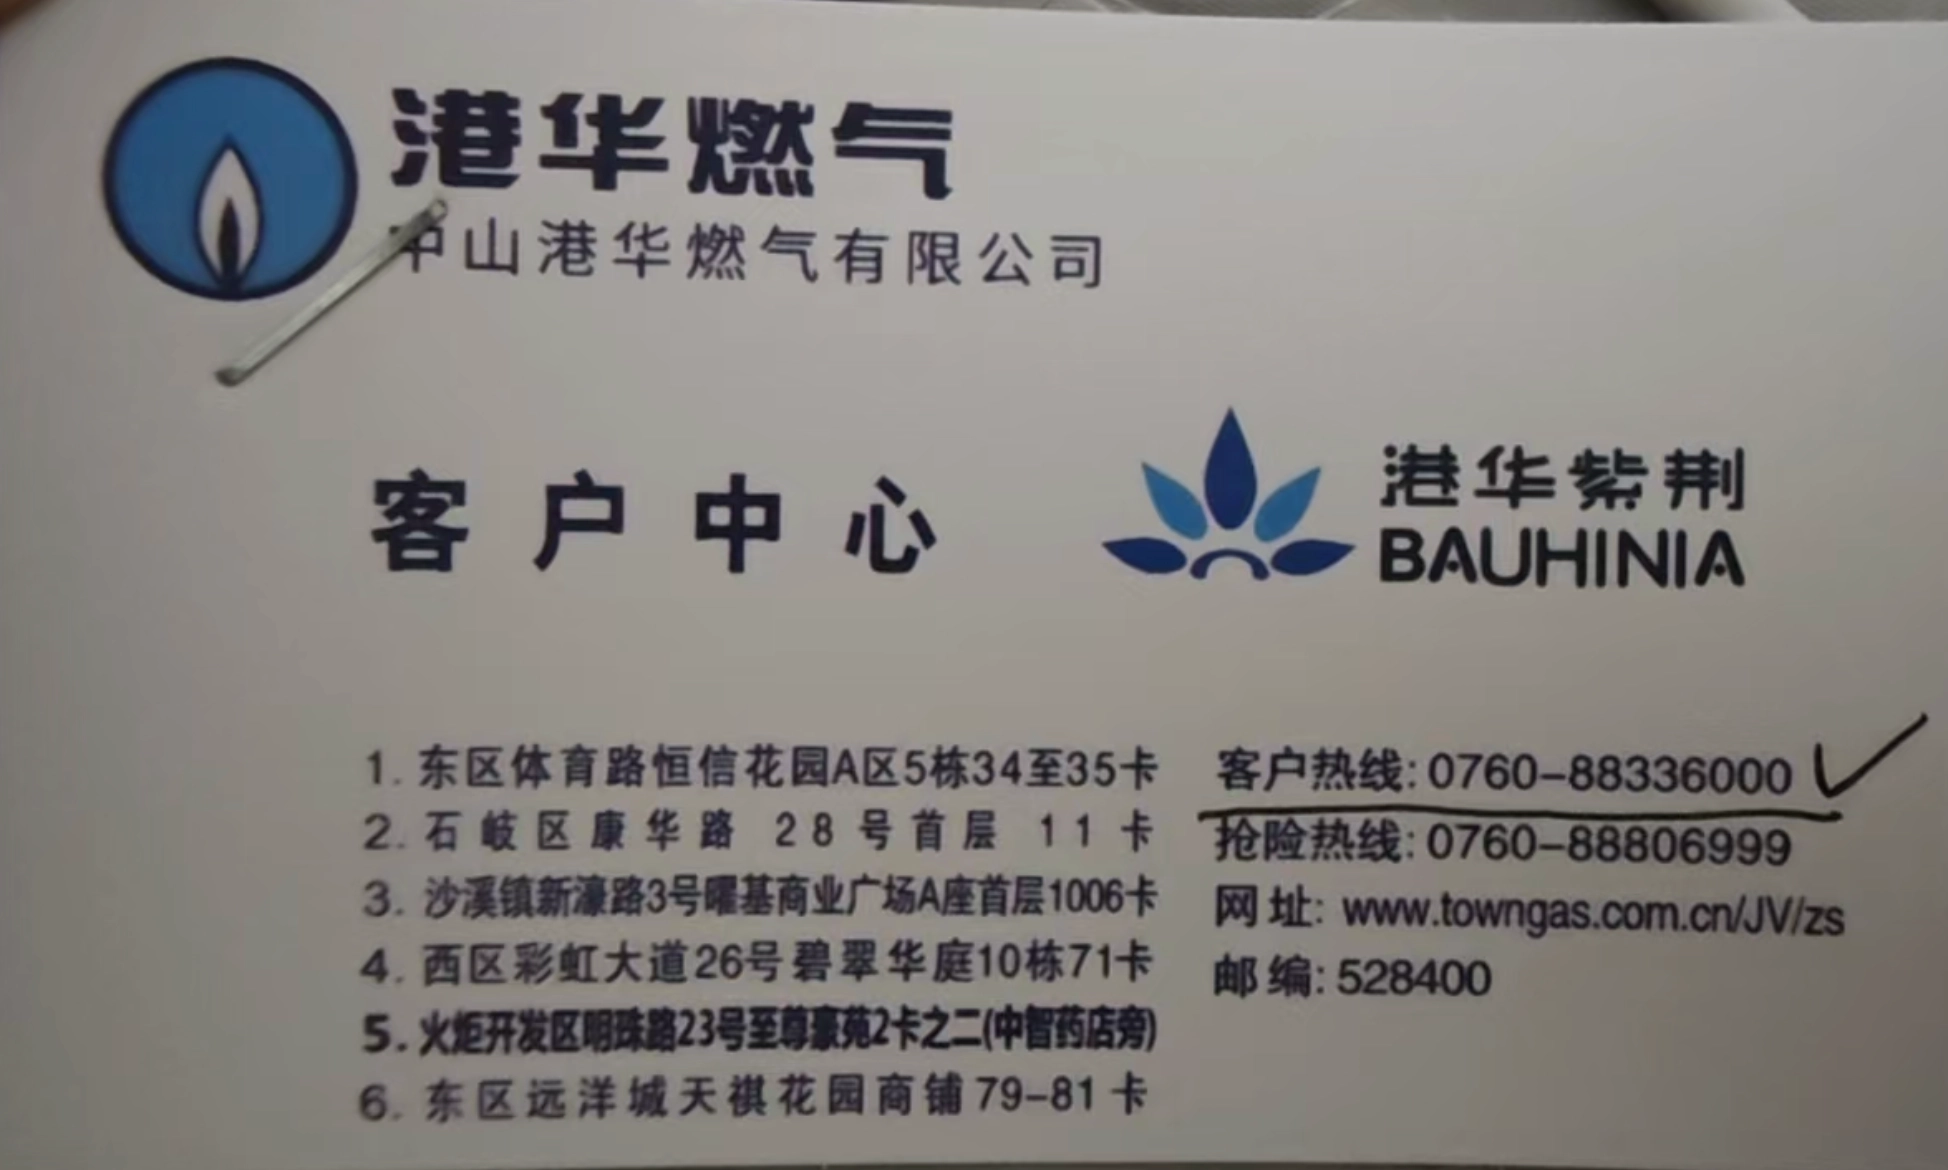 港华燃气
中山港华燃气有限公司
客户中心
港华紫荆
BAUHINIA
1. 东区体育路恒信花园A区5栋34至35卡
2. 石岐区康华路 28号首层 11卡
3. 沙溪镇新濠路3号曜基商业广场A座首层1006卡
4. 西区彩虹大道26号碧翠华庭10栋71卡
5. 火炬开发区明珠路23号至尊豪苑2卡之二(中智药店旁)
6. 东区远洋城天祺花园商铺79-81卡
客户热线: 0760-88336000
抢险热线: 0760-88806999
网址: www.towngas.com.cn/JV/zs
邮编: 528400